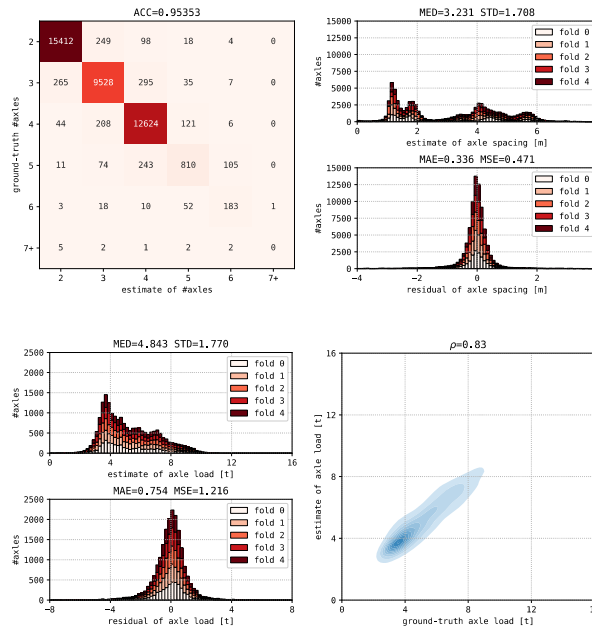 ACC=0.95353
ground-truth #axles
2 15412 249 98 18 4 0
3 265 9528 295 35 7 0
4 44 208 12624 121 6 0
5 11 74 243 810 105 0
6 3 18 10 52 183 1
7+ 5 2 1 2 2 0
2 3 4 5 6 7+
estimate of #axles
MED=3.231 STD=1.708
#axles
15000
12500
10000
7500
5000
2500
0
fold 0
fold 1
fold 2
fold 3
fold 4
0 2 4 6
estimate of axle spacing [m]
MAE=0.336 MSE=0.471
#axles
15000
12500
10000
7500
5000
2500
0
fold 0
fold 1
fold 2
fold 3
fold 4
−4 −2 0 2
residual of axle spacing [m]
MED=4.843 STD=1.770
#axles
2500
2000
1500
1000
500
0
fold 0
fold 1
fold 2
fold 3
fold 4
0 4 8 12 16
estimate of axle load [t]
MAE=0.754 MSE=1.216
#axles
2500
2000
1500
1000
500
0
fold 0
fold 1
fold 2
fold 3
fold 4
−8 −4 0 4 8
residual of axle load [t]
ρ=0.83
estimate of axle load [t]
16
12
8
4
0
0 4 8 12
ground-truth axle load [t]